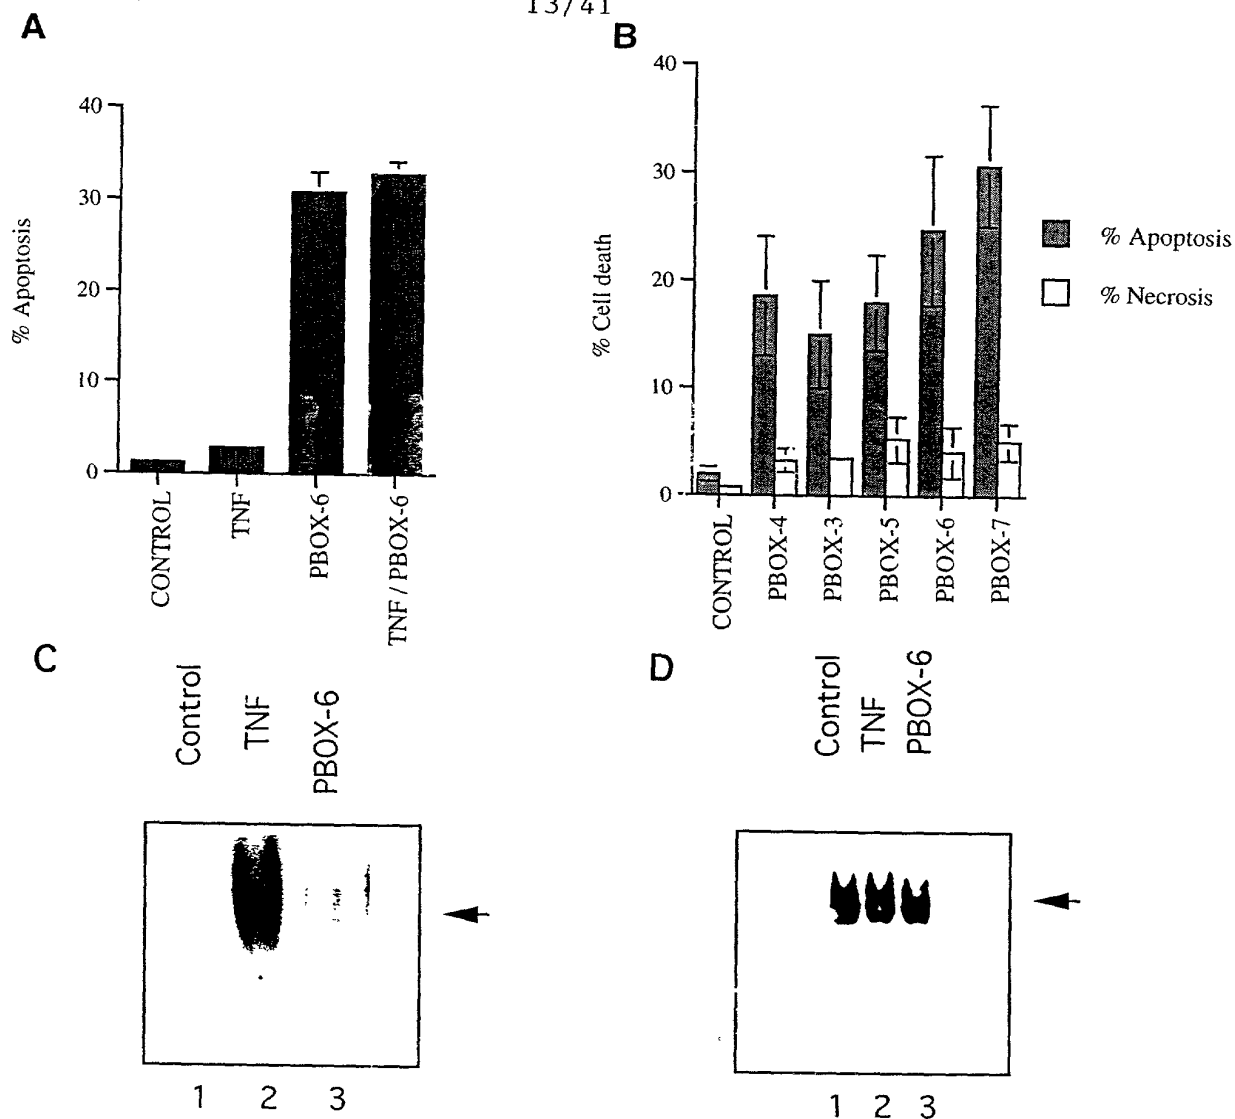 13/41
A
40
30
20
10
0
% Apoptosis
CONTROL
TNF
PBOX-6
TNF / PBOX-6
B
40
30
20
10
0
% Cell death
% Apoptosis
% Necrosis
CONTROL
PBOX-4
PBOX-3
PBOX-5
PBOX-6
PBOX-7
C
Control
TNF
PBOX-6
1 2 3
D
Control
TNF
PBOX-6
1 2 3